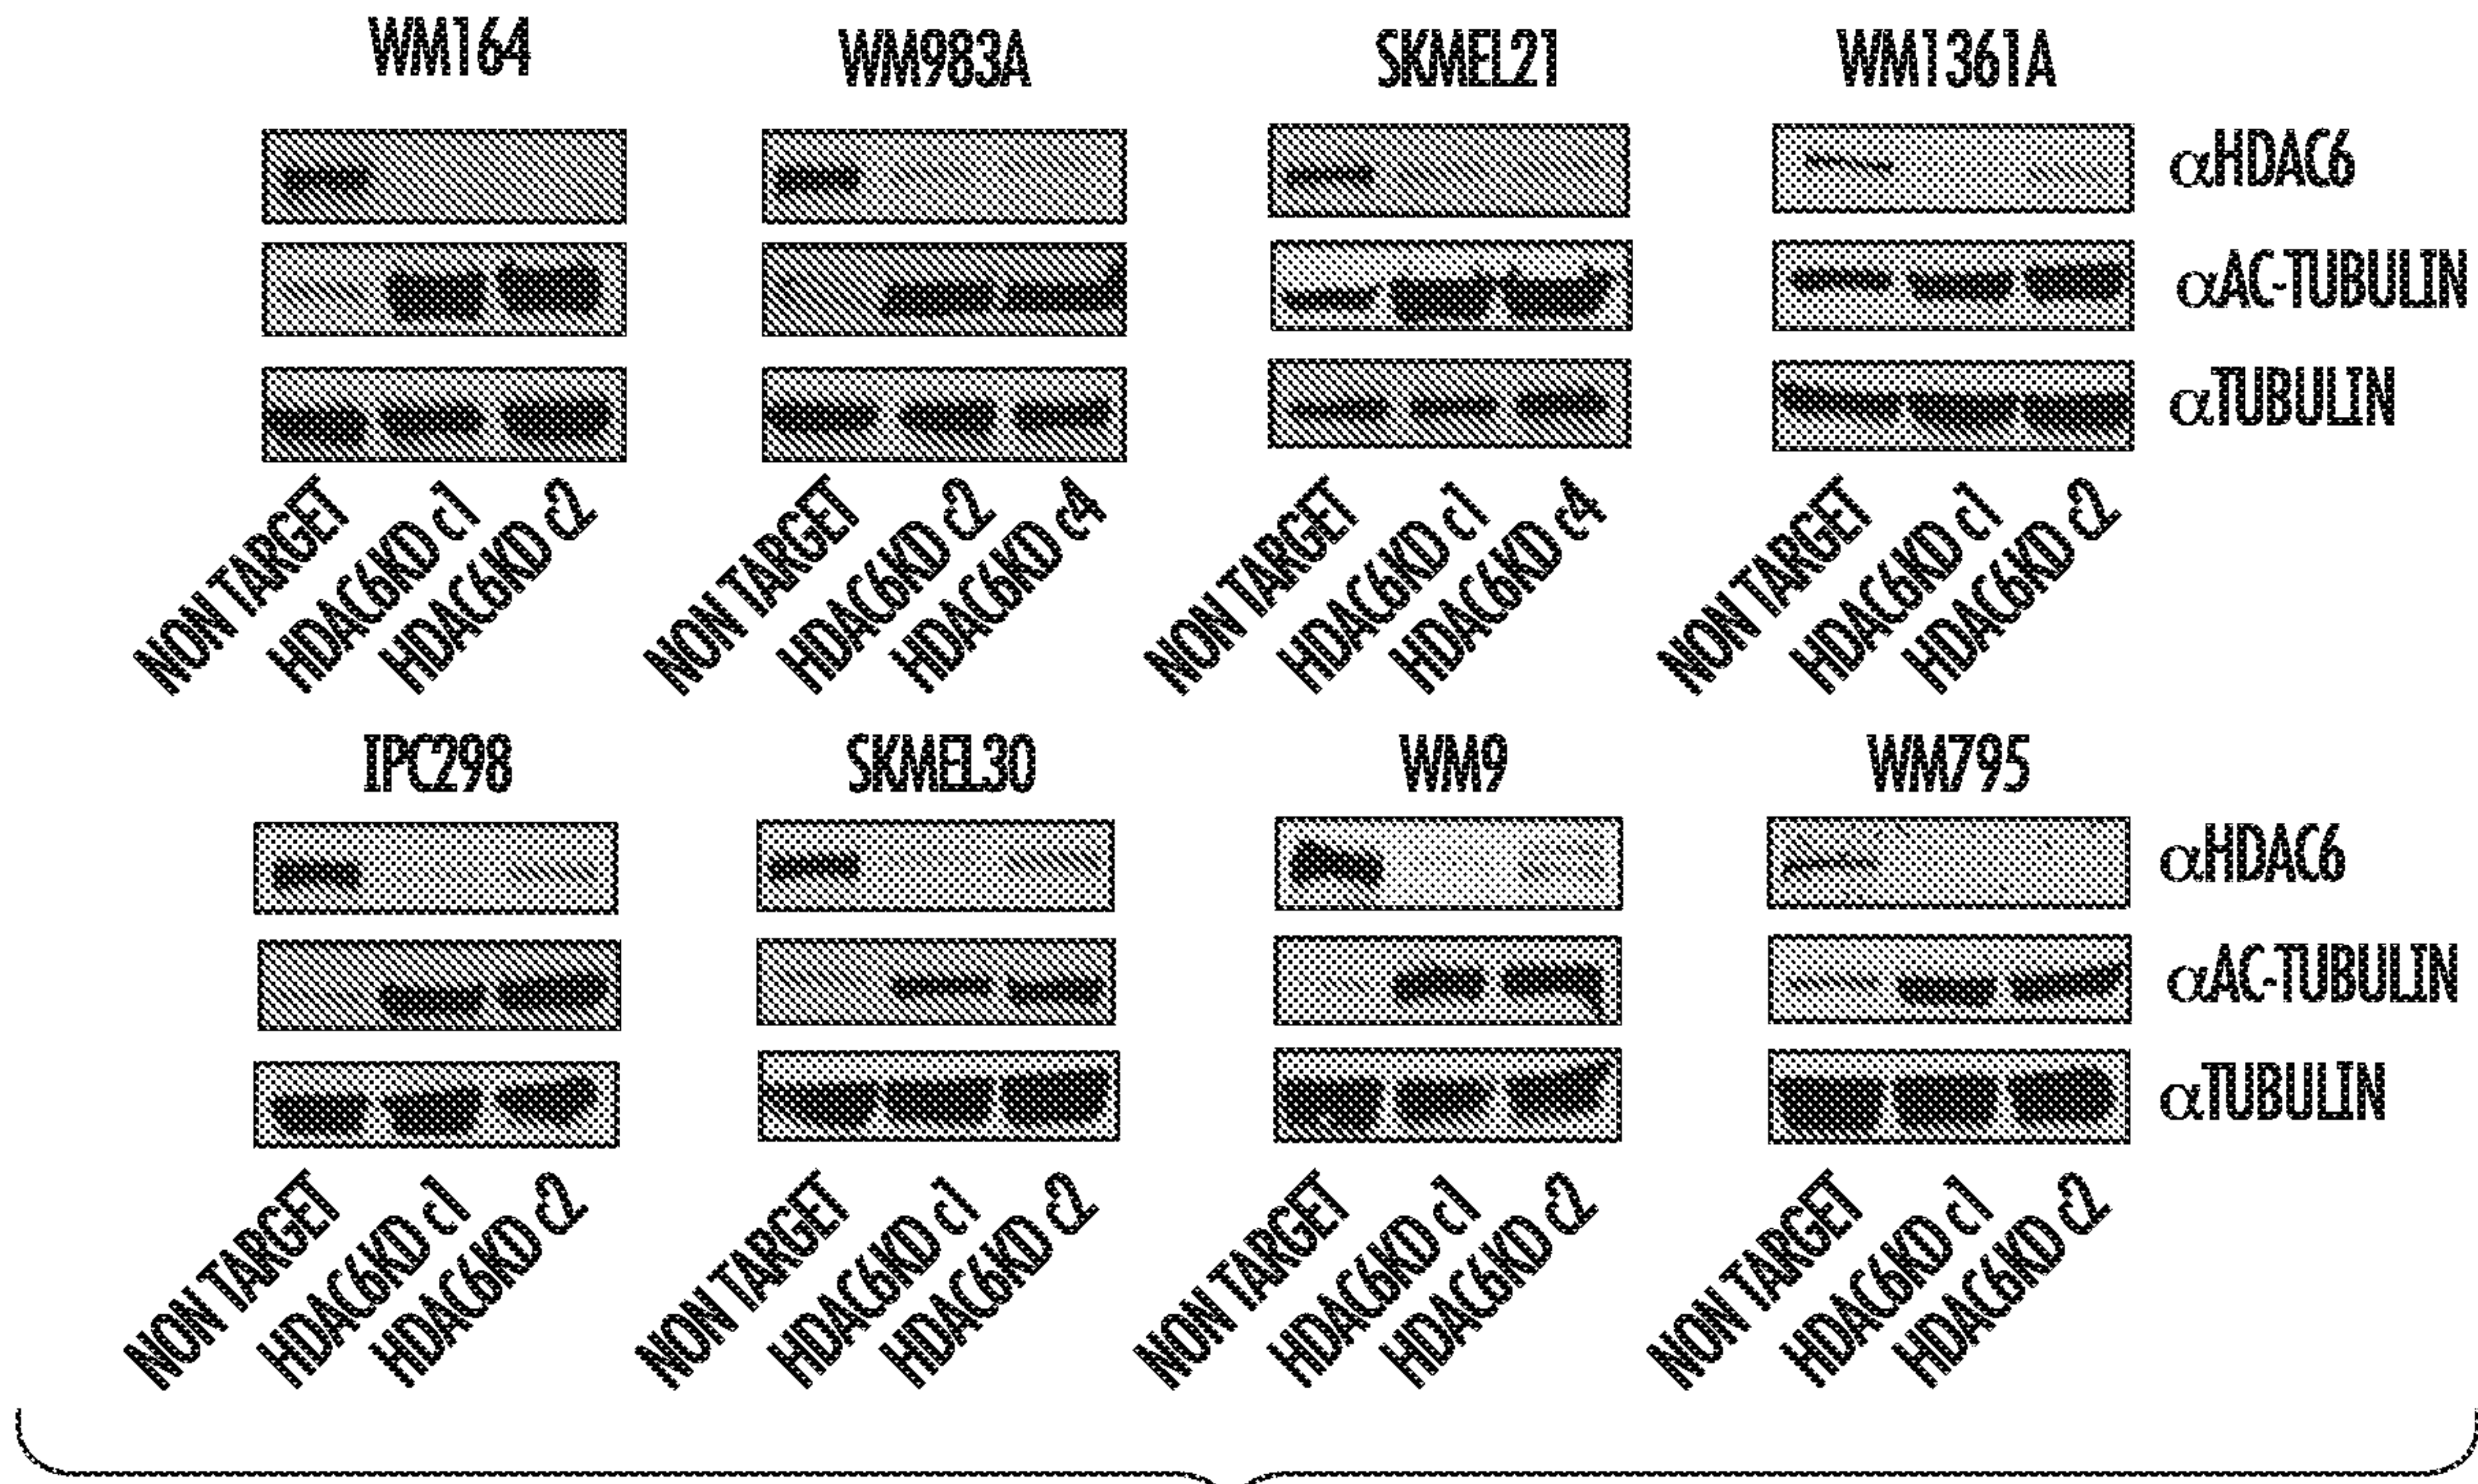 WM164 WM983A SKMEL21 WM1361A
αHDAC6
αAC-TUBULIN
αTUBULIN
NON TARGET HDAC6KD c1 HDAC6KD c2 NON TARGET HDAC6KD c2 HDAC6KD c4 NON TARGET HDAC6KD c1 HDAC6KD c4 NON TARGET HDAC6KD c1 HDAC6KD c2
IPC298 SKMEL30 WM9 WM795
αHDAC6
αAC-TUBULIN
αTUBULIN
NON TARGET HDAC6KD c1 HDAC6KD c2 NON TARGET HDAC6KD c1 HDAC6KD c2 NON TARGET HDAC6KD c1 HDAC6KD c2 NON TARGET HDAC6KD c1 HDAC6KD c2